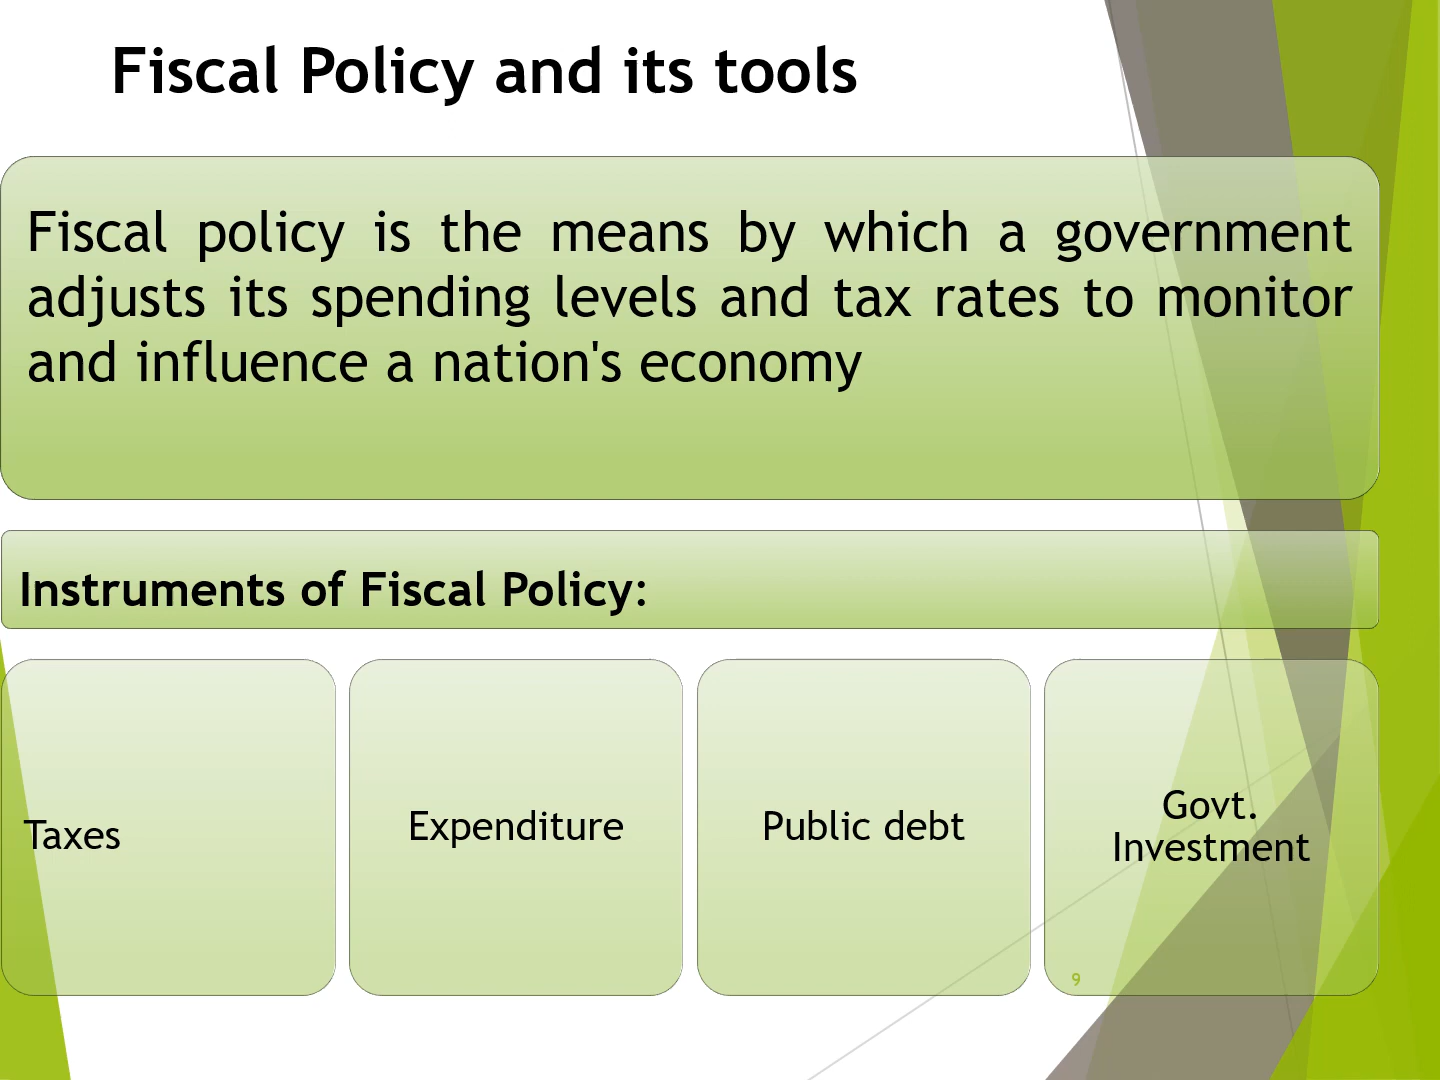 Fiscal Policy and its tools
Fiscal policy is the means by which a government
adjusts its spending levels and tax rates to monitor
and influence a nation's economy
Instruments of Fiscal Policy:
Taxes
Expenditure
Public debt
Govt.
Investment
9